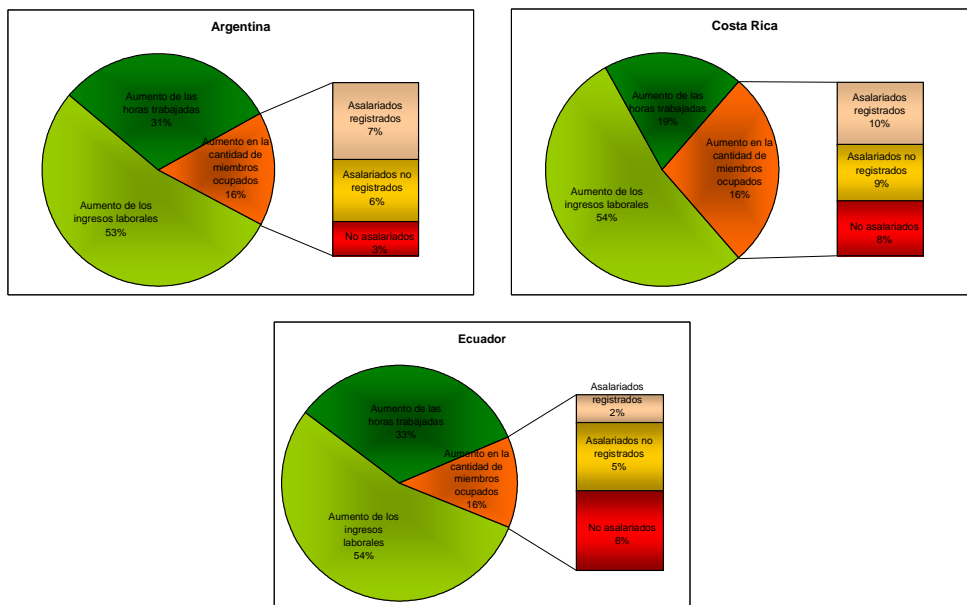 Argentina
Aumento de las
horas trabajadas
31%
Aumento en la
cantidad de
miembros
ocupados
16%
Aumento de los
ingresos laborales
53%
Asalariados
registrados
7%
Asalariados no
registrados
6%
No asalariados
3%
Costa Rica
Aumento de las
horas trabajadas
19%
Aumento en la
cantidad de
miembros
ocupados
16%
Aumento de los
ingresos laborales
54%
Asalariados
registrados
10%
Asalariados no
registrados
9%
No asalariados
8%
Ecuador
Aumento de las
horas trabajadas
33%
Aumento en la
cantidad de
miembros
ocupados
16%
Aumento de los
ingresos
laborales
54%
Asalariados
registrados
2%
Asalariados no
registrados
5%
No asalariados
6%